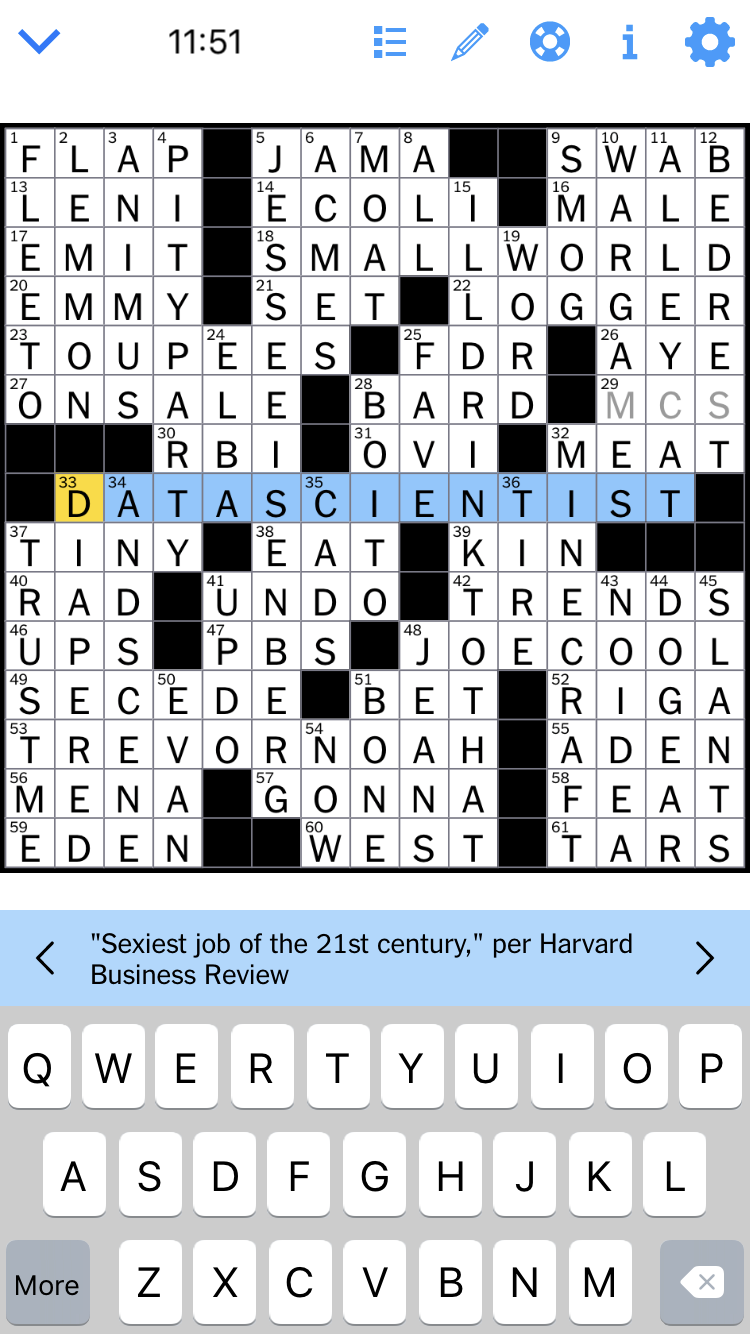 11:51
1 2 3 4 5 6 7 8 9 10 11 12
F L A P J A M A S W A B
13 14 15 16
L E N I E C O L I M A L E
17 18 19
E M I T S M A L L W O R L D
20 21 22
E M M Y S E T L O G G E R
23 24 25 26
T O U P E E S F D R A Y E
27 28 29
O N S A L E B A R D M C S
30 31 32
R B I O V I M E A T
33 34 35 36
D A T A S C I E N T I S T
37 38 39
T I N Y E A T K I N
40 41 42 43 44 45
R A D U N D O T R E N D S
46 47 48
U P S P B S J O E C O O L
49 50 51 52
S E C E D E B E T R I G A
53 54 55
T R E V O R N O A H A D E N
56 57 58
M E N A G O N N A F E A T
59 60 61
E D E N W E S T T A R S
"Sexiest job of the 21st century," per Harvard
Business Review
Q W E R T Y U I O P
A S D F G H J K L
More Z X C V B N M